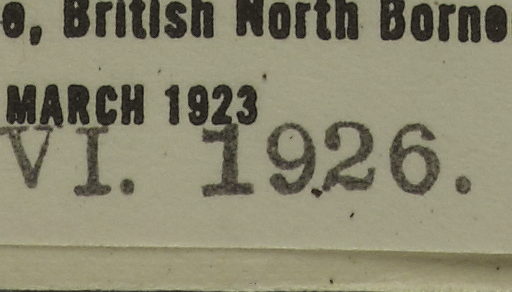 e, British North Borne
MARCH 1923
VI. 1926.